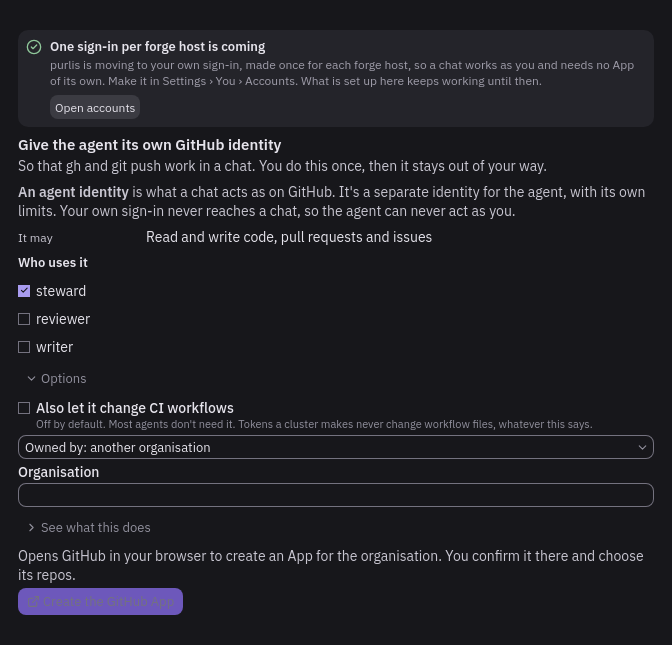 One sign-in per forge host is coming
purlis is moving to your own sign-in, made once for each forge host, so a chat works as you and needs no App
of its own. Make it in Settings › You › Accounts. What is set up here keeps working until then.
Open accounts
Give the agent its own GitHub identity
So that gh and git push work in a chat. You do this once, then it stays out of your way.
An agent identity is what a chat acts as on GitHub. It's a separate identity for the agent, with its own
limits. Your own sign-in never reaches a chat, so the agent can never act as you.
It may Read and write code, pull requests and issues
Who uses it
steward
reviewer
writer
Options
Also let it change CI workflows
Off by default. Most agents don't need it. Tokens a cluster makes never change workflow files, whatever this says.
Owned by: another organisation
Organisation
See what this does
Opens GitHub in your browser to create an App for the organisation. You confirm it there and choose
its repos.
Create the GitHub App